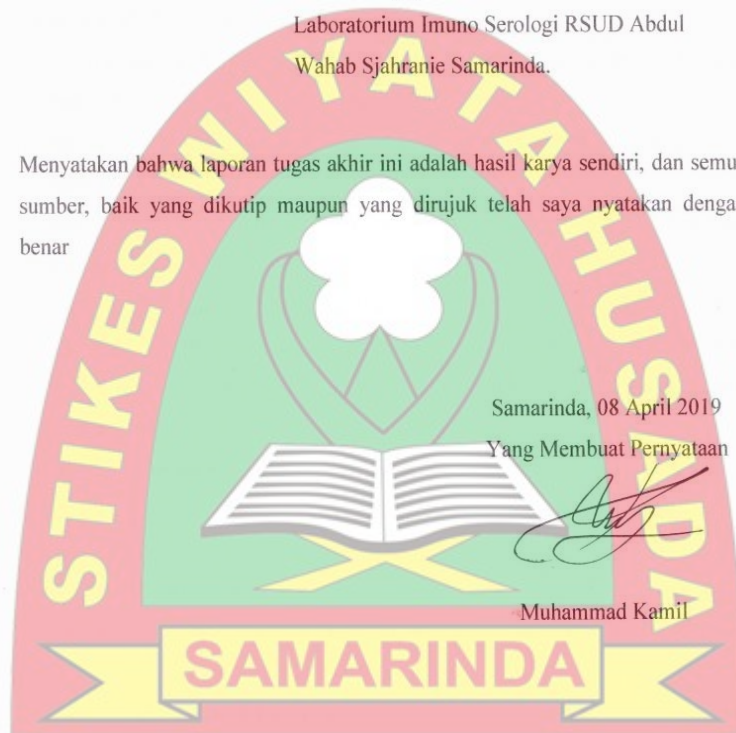 Laboratorium Imuno Serologi RSUD Abdul
Wahab Sjahranie Samarinda.
Menyatakan bahwa laporan tugas akhir ini adalah hasil karya sendiri, dan semu
sumber, baik yang dikutip maupun yang dirujuk telah saya nyatakan denga
benar
Samarinda, 08 April 2019
Yang Membuat Pernyataan
Muhammad Kamil
STIKES WIYATA HUSADA
SAMARINDA